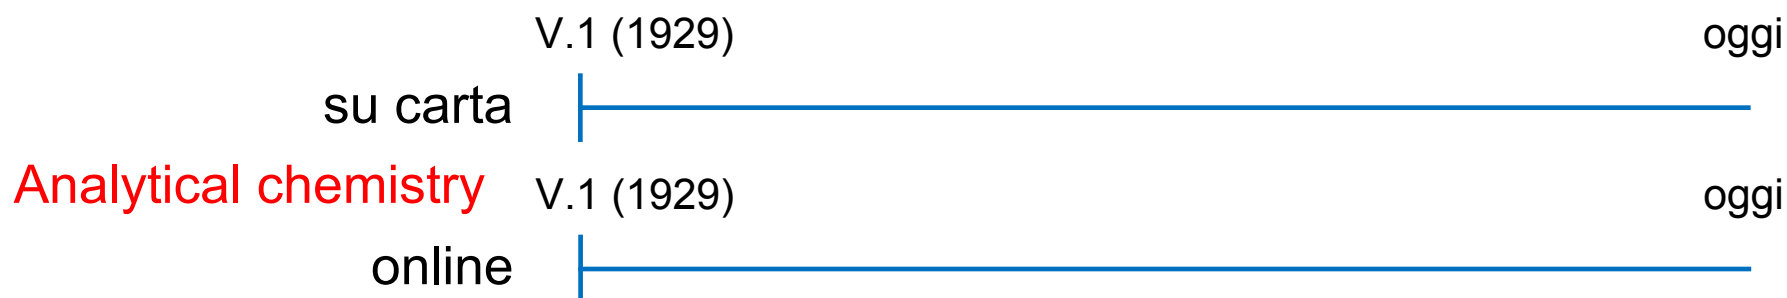 V.1 (1929) oggi
su carta
Analytical chemistry
V.1 (1929) oggi
online